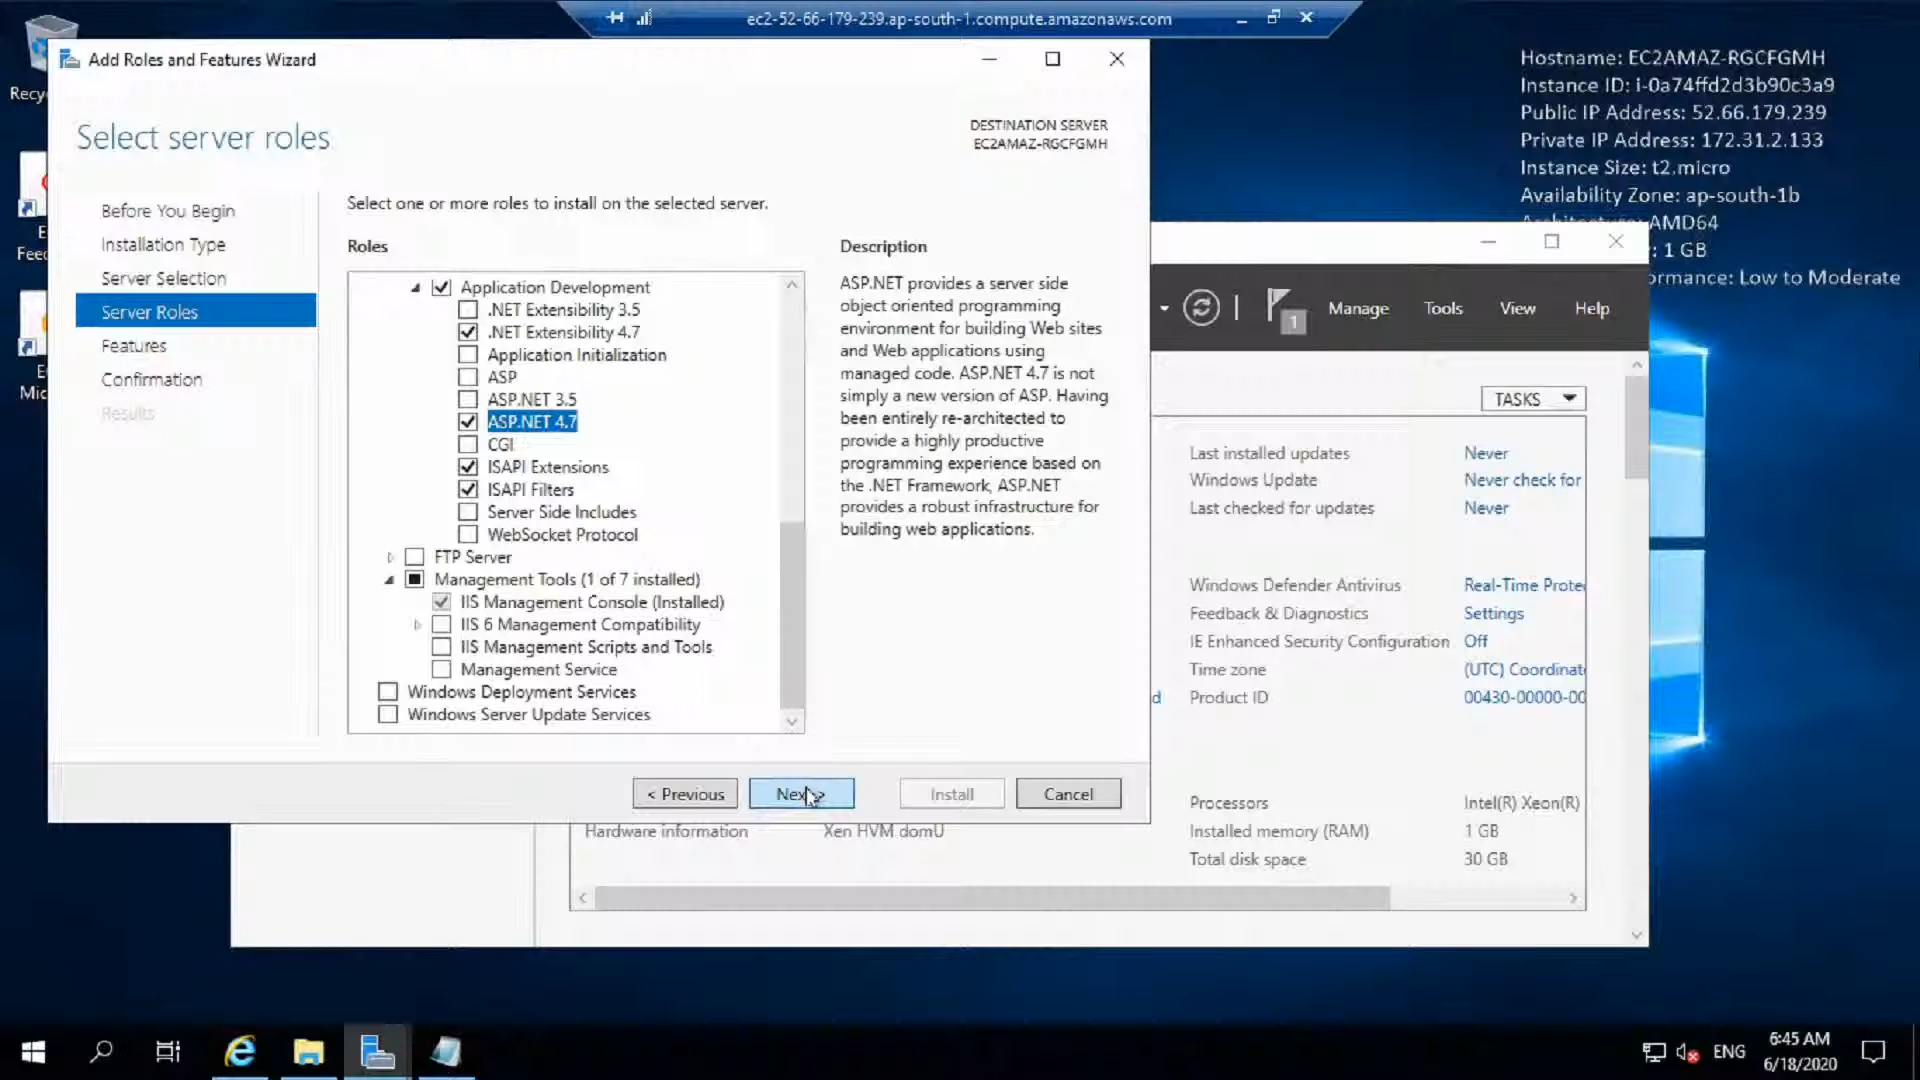 ec2-52-66-179-239.ap-south-1.compute.amazonaws.com
Hostname: EC2AMAZ-RGCFGMH
Instance ID: i-0a74ffd2d3b90c3a9
Public IP Address: 52.66.179.239
Private IP Address: 172.31.2.133
Instance Size: t2.micro
Availability Zone: ap-south-1b
AMD64
: 1 GB
ormance: Low to Moderate
Recy
Feed
Mic
Add Roles and Features Wizard
Select server roles
DESTINATION SERVER
EC2AMAZ-RGCFGMH
Before You Begin
Installation Type
Server Selection
Server Roles
Features
Confirmation
Results
Select one or more roles to install on the selected server.
Roles
Application Development
.NET Extensibility 3.5
.NET Extensibility 4.7
Application Initialization
ASP
ASP.NET 3.5
ASP.NET 4.7
CGI
ISAPI Extensions
ISAPI Filters
Server Side Includes
WebSocket Protocol
FTP Server
Management Tools (1 of 7 installed)
IIS Management Console (Installed)
IIS 6 Management Compatibility
IIS Management Scripts and Tools
Management Service
Windows Deployment Services
Windows Server Update Services
Description
ASP.NET provides a server side
object oriented programming
environment for building Web sites
and Web applications using
managed code. ASP.NET 4.7 is not
simply a new version of ASP. Having
been entirely re-architected to
provide a highly productive
programming experience based on
the .NET Framework, ASP.NET
provides a robust infrastructure for
building web applications.
< Previous
Next >
Install
Cancel
1
Manage
Tools
View
Help
TASKS
Last installed updates Never
Windows Update Never check for
Last checked for updates Never
Windows Defender Antivirus Real-Time Prote
Feedback & Diagnostics Settings
IE Enhanced Security Configuration Off
Time zone (UTC) Coordinat
d Product ID 00430-00000-00
Processors Intel(R) Xeon(R)
Hardware information Xen HVM domU Installed memory (RAM) 1 GB
Total disk space 30 GB
ENG
6:45 AM
6/18/2020